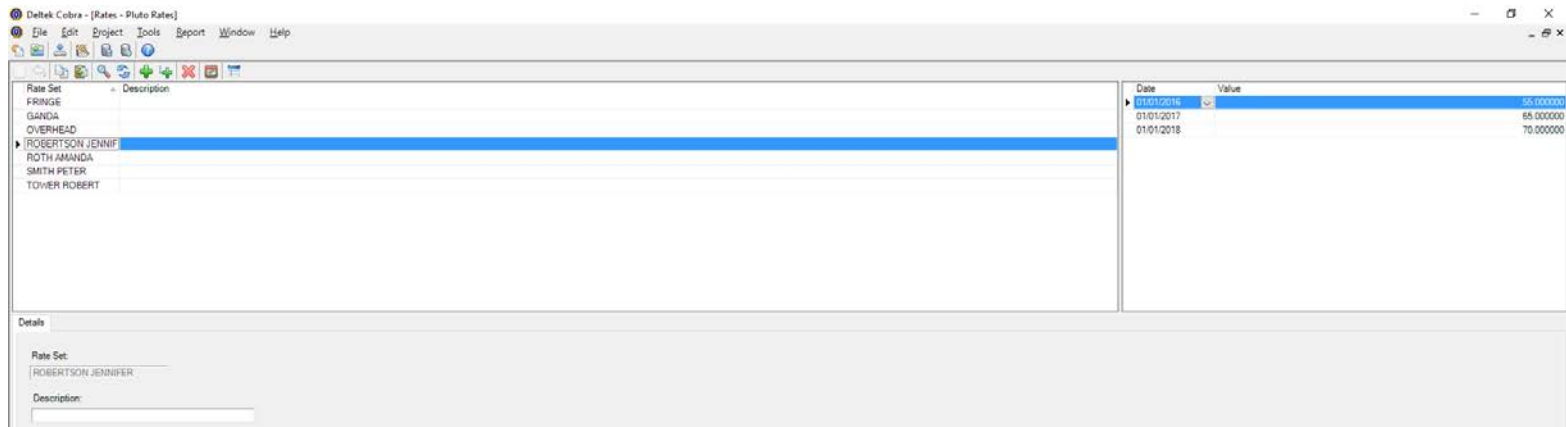 Deltek Cobra - [Rates - Pluto Rates]
File Edit Project Tools Report Window Help
Rate Set Description
FRINGE
GANDA
OVERHEAD
ROBERTSON JENNIF
ROTH AMANDA
SMITH PETER
TOWER ROBERT
Date Value
01/01/2016 55.000000
01/01/2017 65.000000
01/01/2018 70.000000
Details
Rate Set:
ROBERTSON JENNIFER
Description: